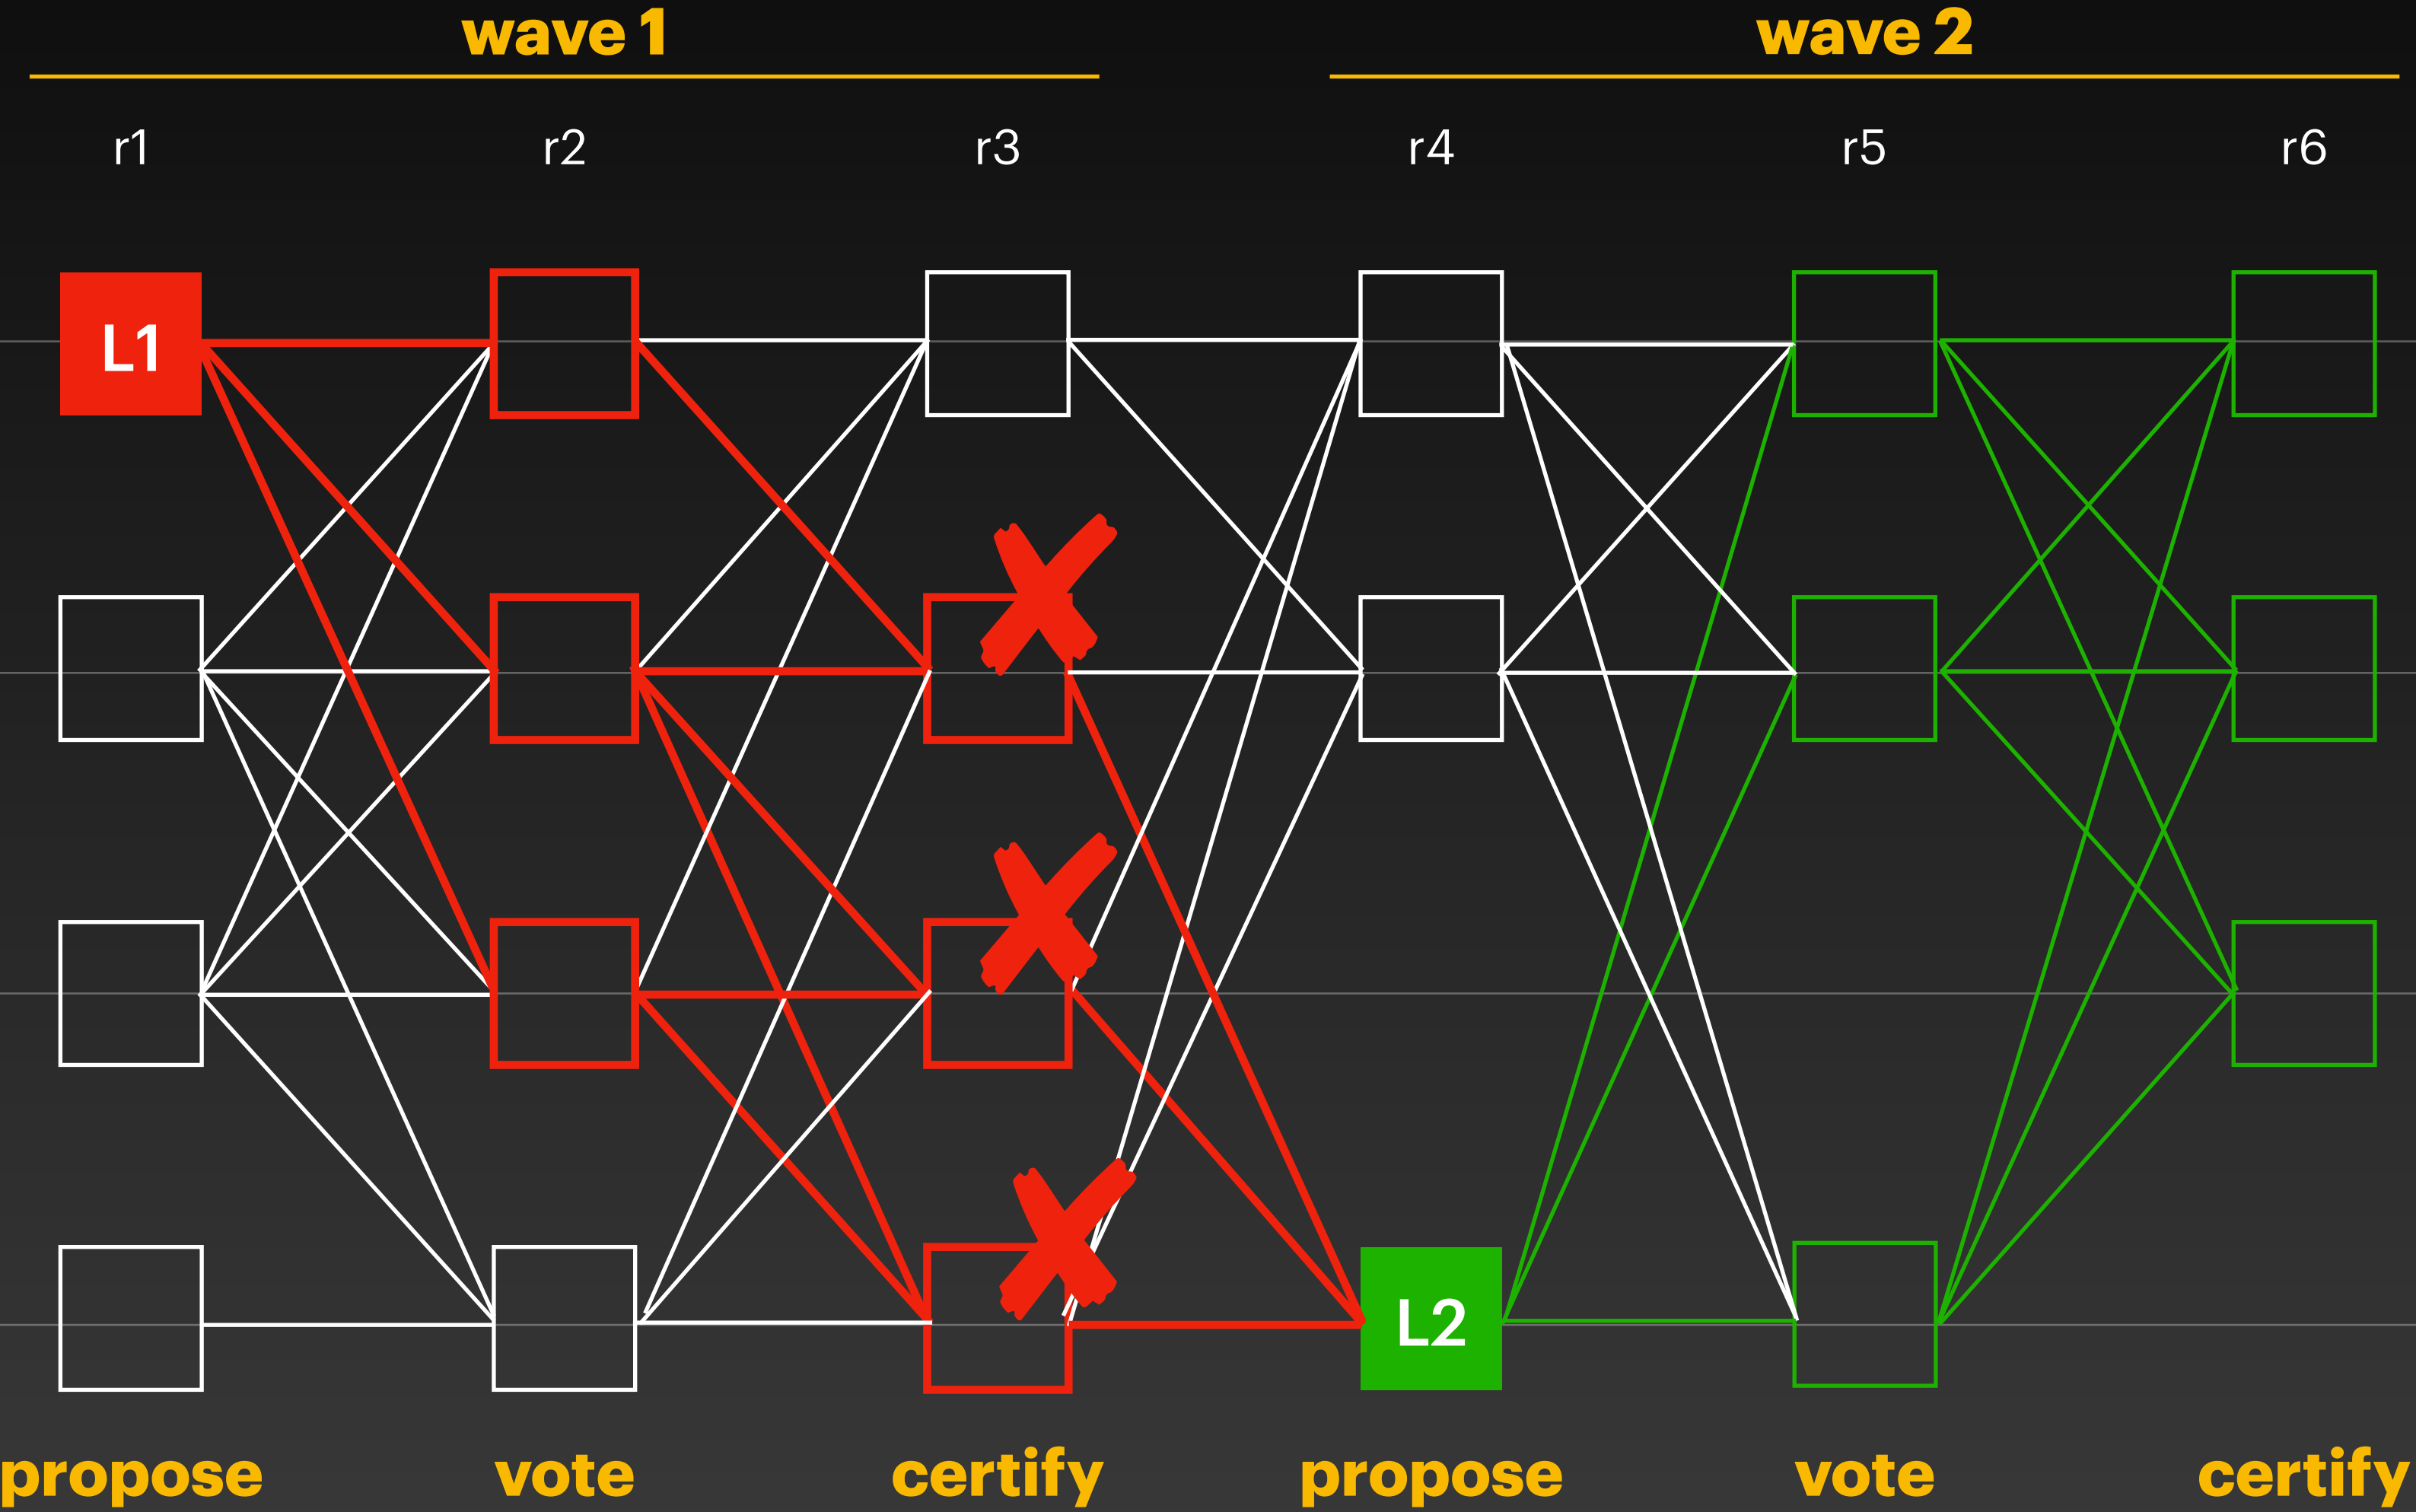 wave 1 wave 2
r1 r2 r3 r4 r5 r6
L1
L2
propose vote certify propose vote certify